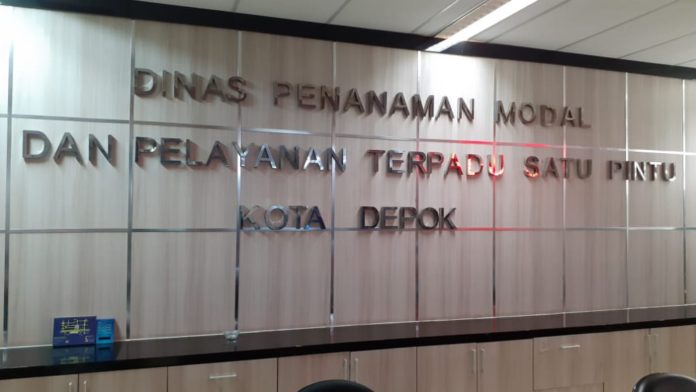 DINAS PENANAMAN MODAL
DAN PELAYANAN TERPADU SATU PINTU
KOTA DEPOK